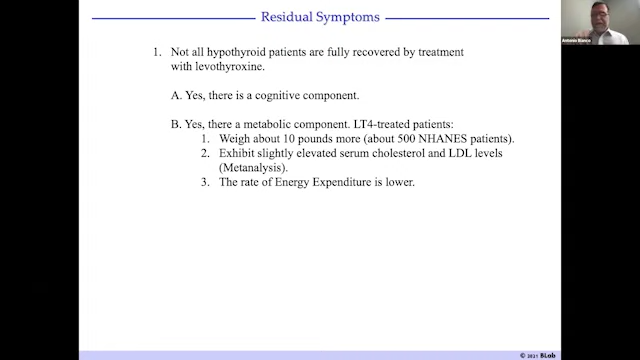 Residual Symptoms
Antonio Bianco
1. Not all hypothyroid patients are fully recovered by treatment
with levothyroxine.
A. Yes, there is a cognitive component.
B. Yes, there a metabolic component. LT4-treated patients:
1. Weigh about 10 pounds more (about 500 NHANES patients).
2. Exhibit slightly elevated serum cholesterol and LDL levels
(Metanalysis).
3. The rate of Energy Expenditure is lower.
© 2021 BLab